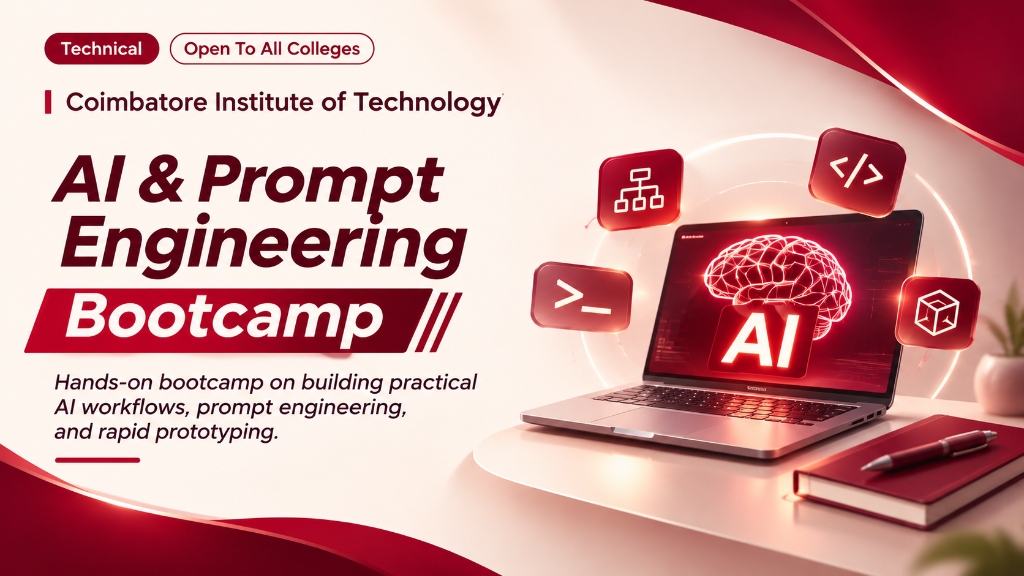 Technical
Open To All Colleges
Coimbatore Institute of Technology
AI & Prompt
Engineering
Bootcamp
Hands-on bootcamp on building practical
AI workflows, prompt engineering,
and rapid prototyping.
</>
>_
AI